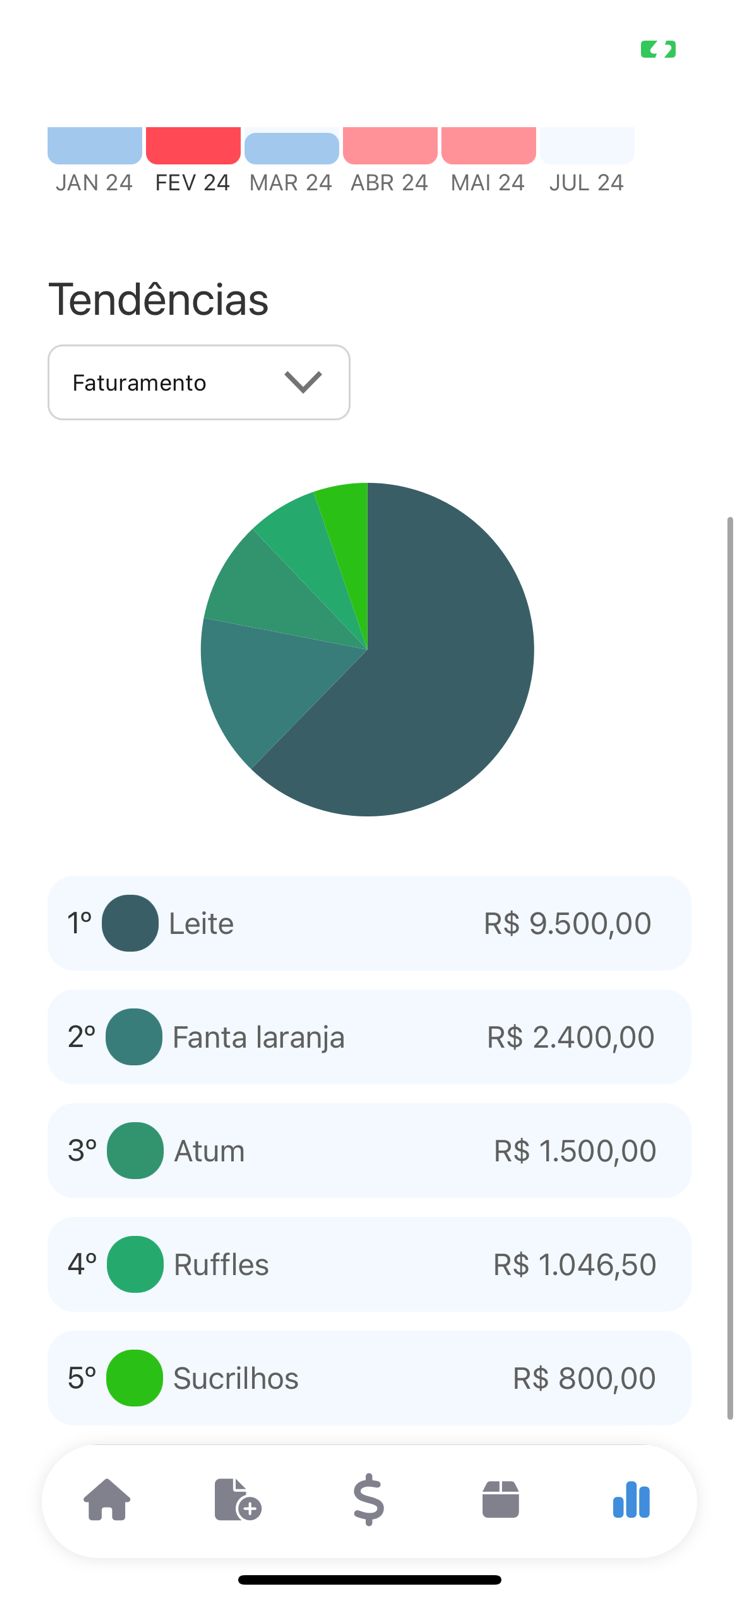 JAN 24 FEV 24 MAR 24 ABR 24 MAI 24 JUL 24
Tendências
Faturamento
1º Leite R$ 9.500,00
2º Fanta laranja R$ 2.400,00
3º Atum R$ 1.500,00
4º Ruffles R$ 1.046,50
5º Sucrilhos R$ 800,00